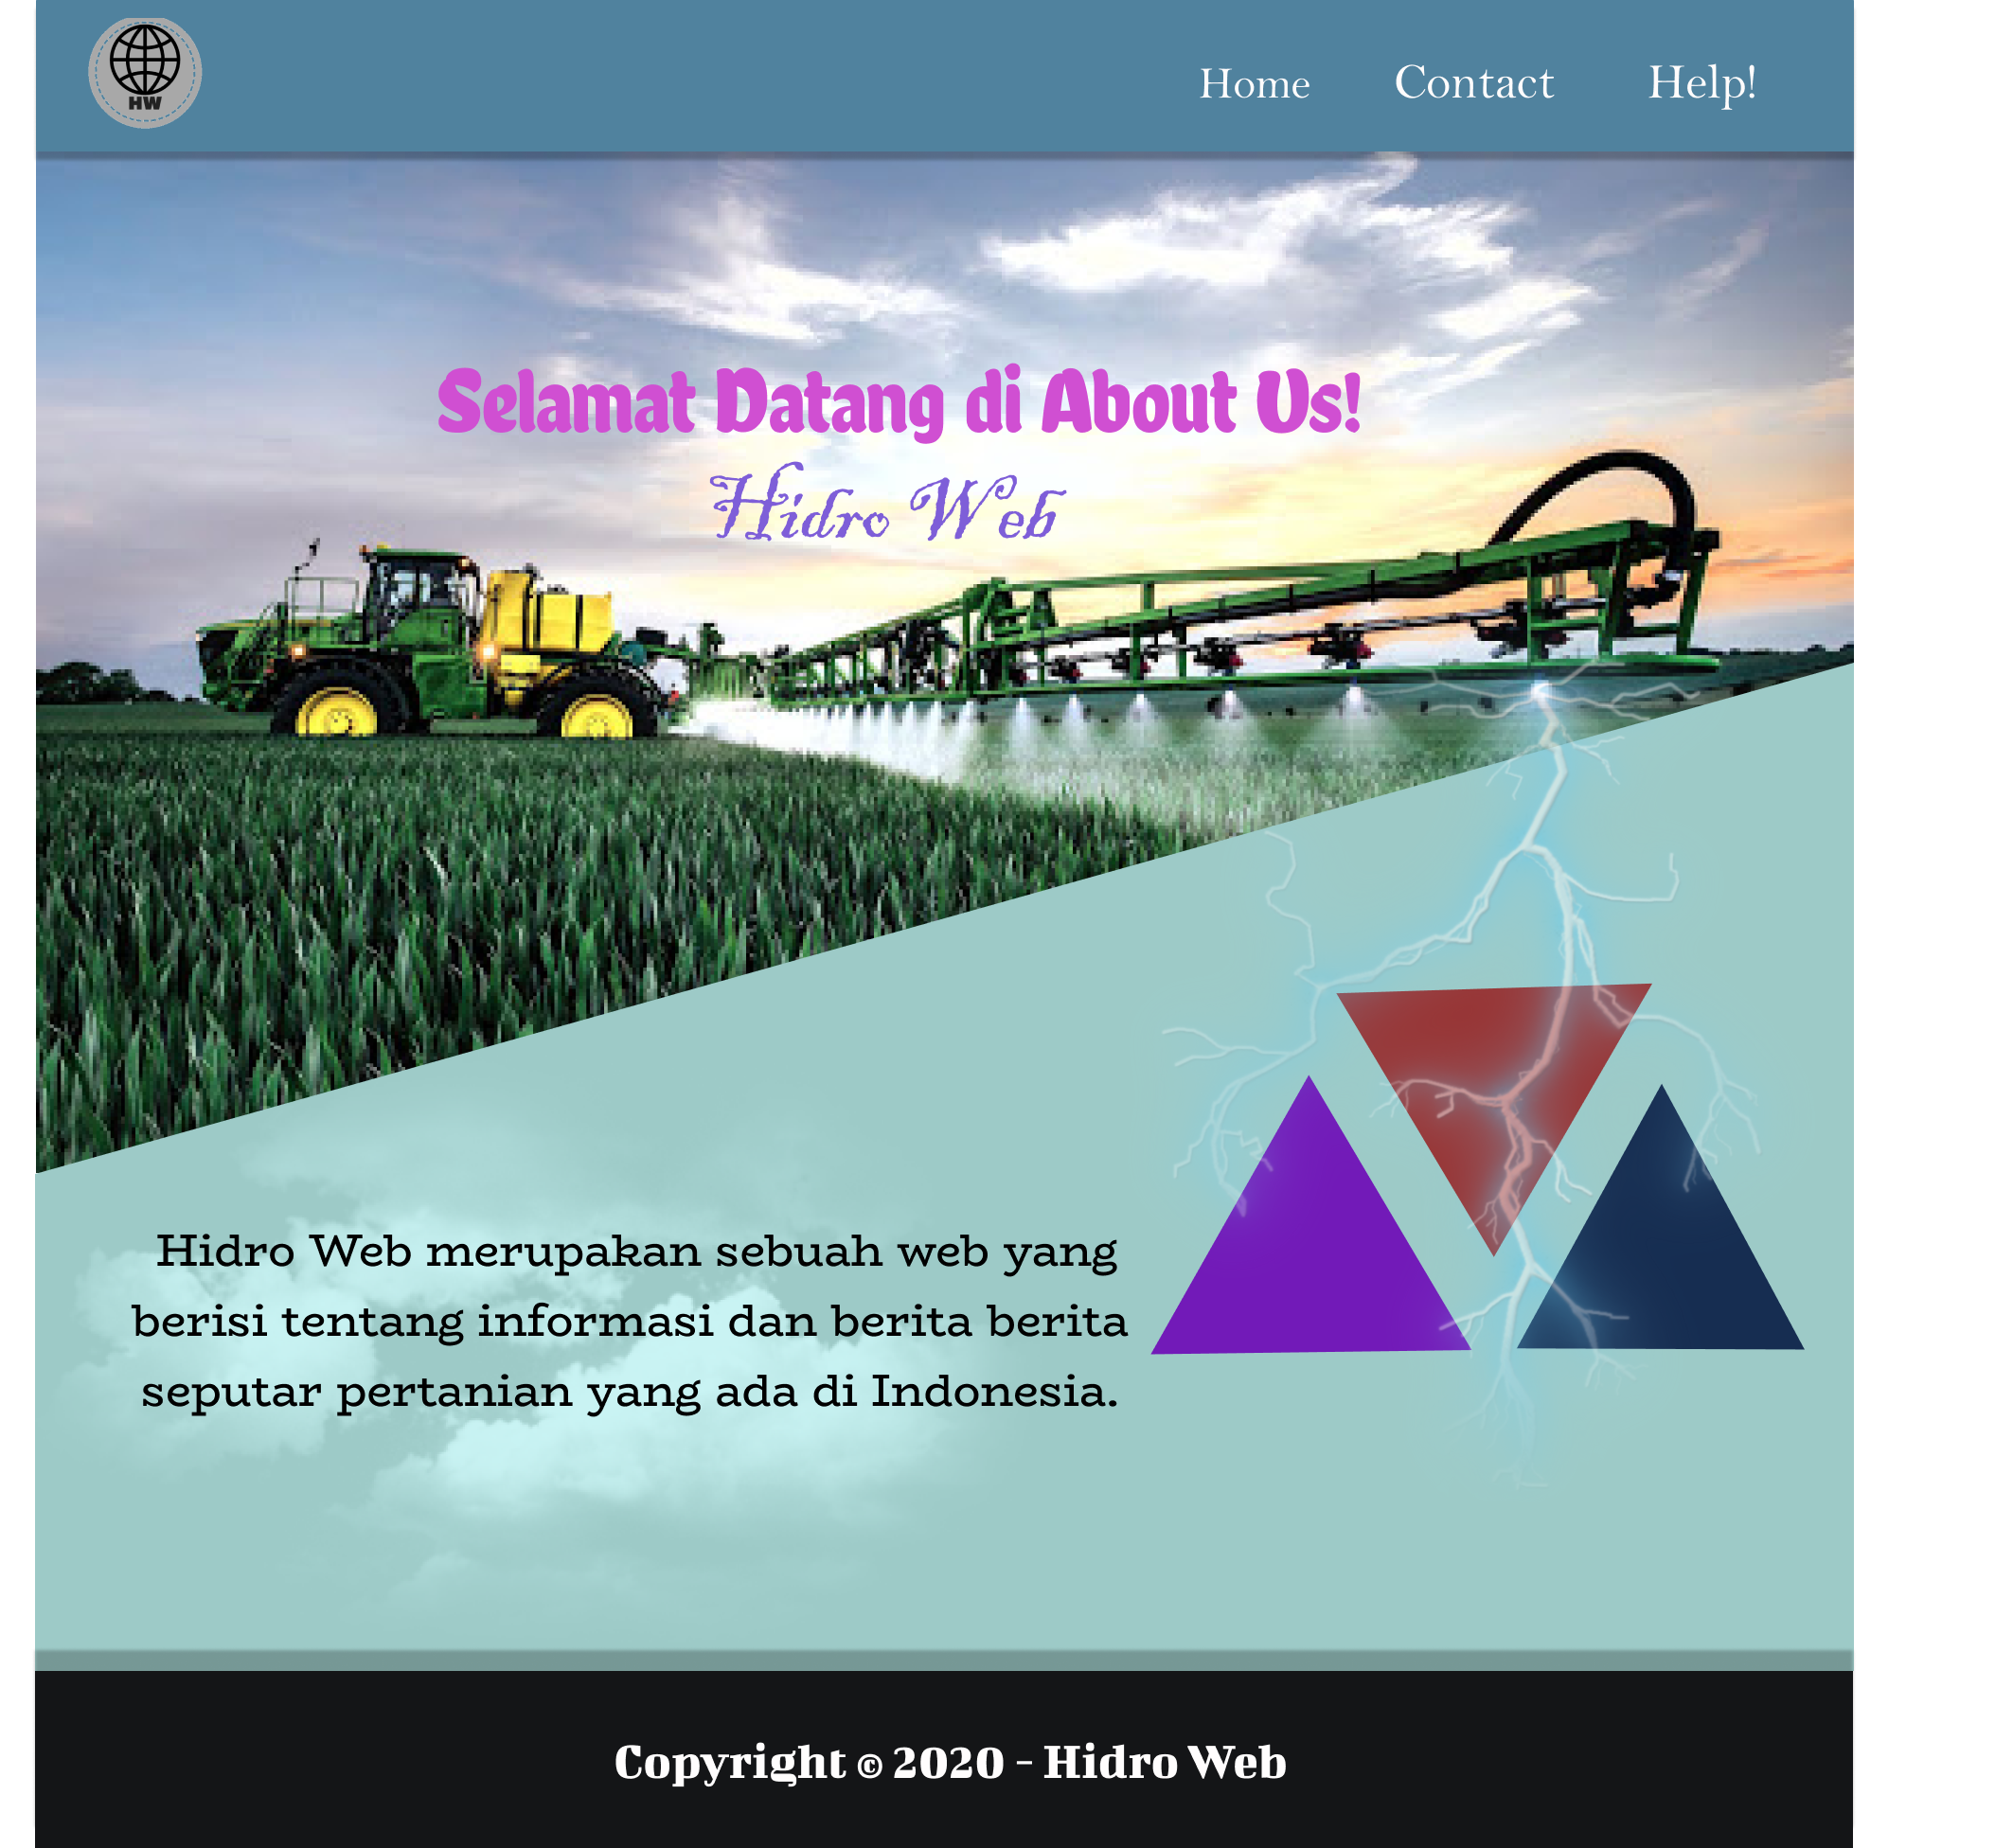 HW
Home Contact Help!
Selamat Datang di About Us!
Hidro Web
Hidro Web merupakan sebuah web yang
berisi tentang informasi dan berita berita
seputar pertanian yang ada di Indonesia.
Copyright © 2020 - Hidro Web